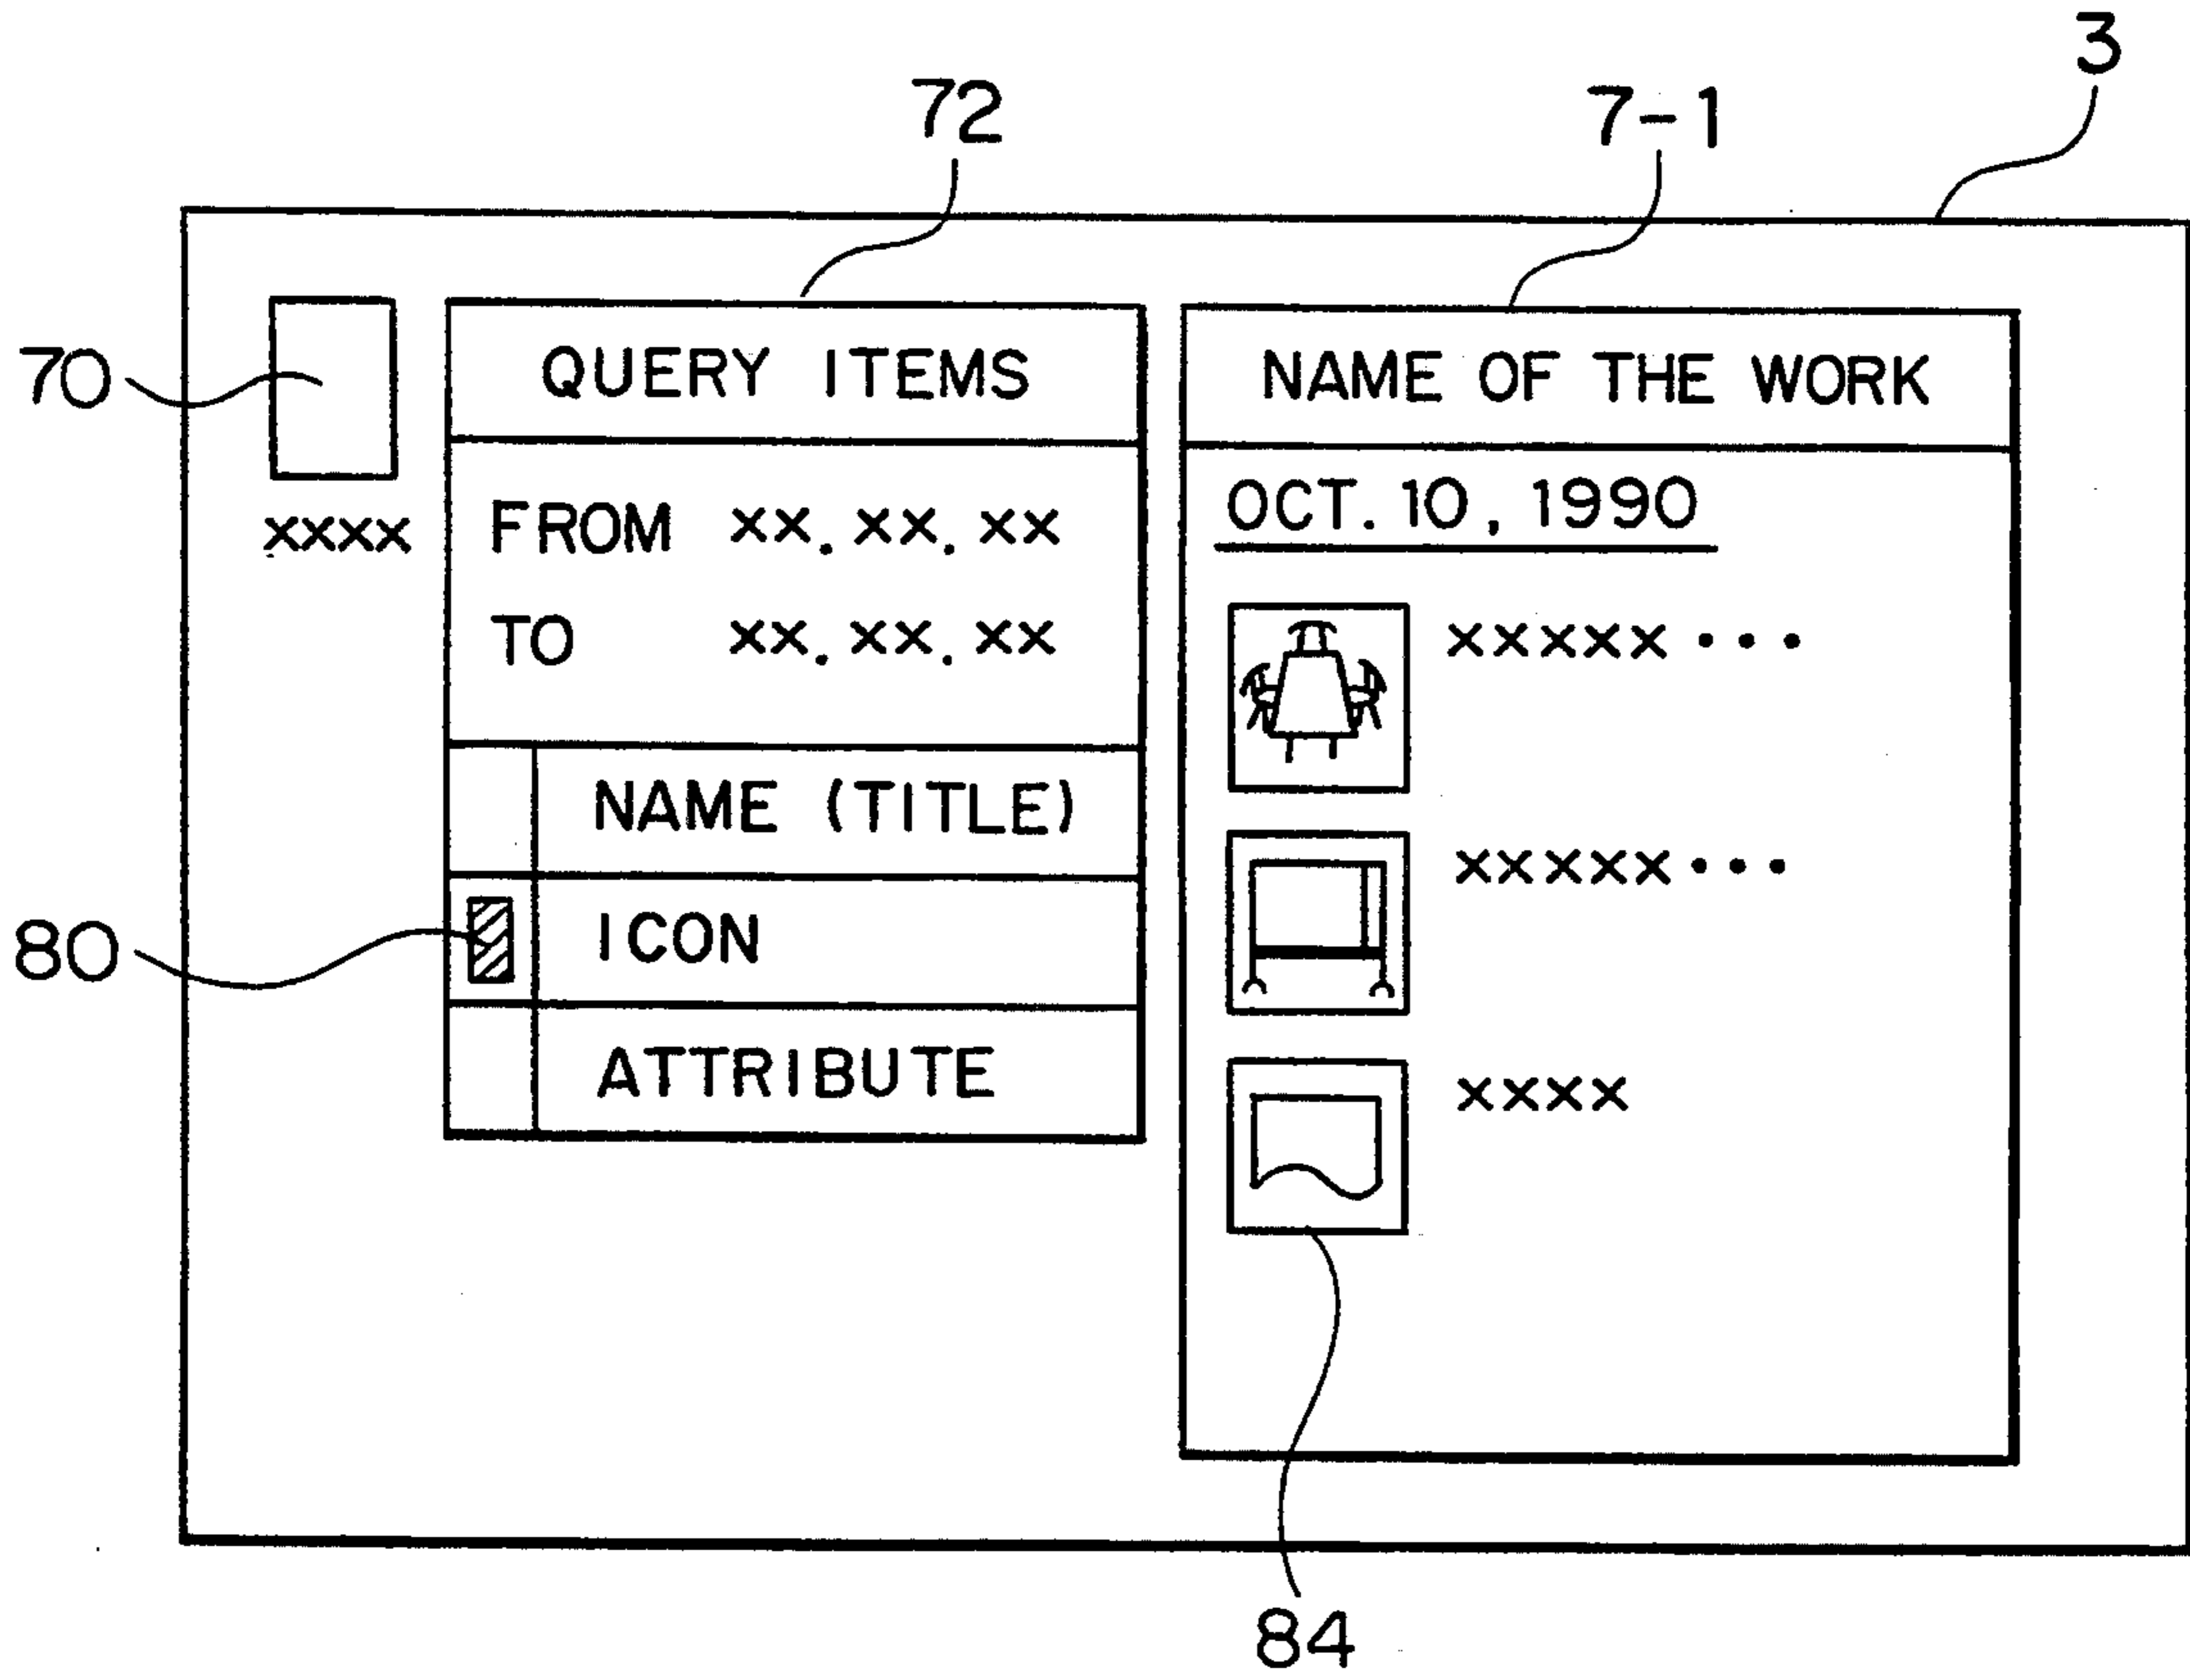 3
72
7-1
70
QUERY ITEMS
NAME OF THE WORK
xxxx
FROM xx. xx. xx
TO xx. xx. xx
OCT. 10, 1990
xxxxx・・・
NAME (TITLE)
xxxxx・・・
80
ICON
ATTRIBUTE
xxxx
84